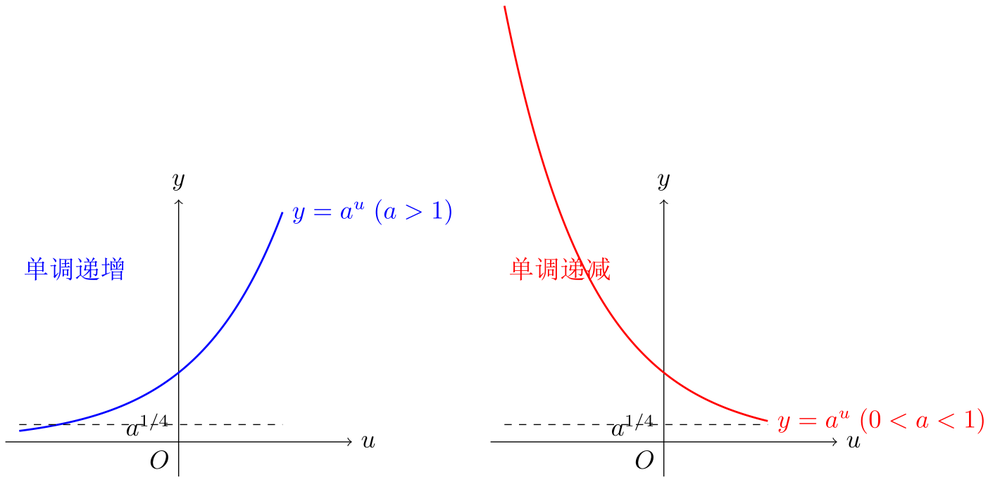 y
y = a^u (a > 1)
单调递增
a^{1/4}
u
O
y
单调递减
a^{1/4}
y = a^u (0 < a < 1)
u
O